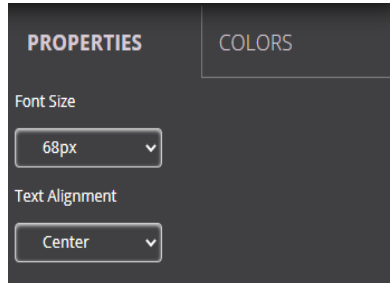 PROPERTIES COLORS
Font Size
68px
Text Alignment
Center